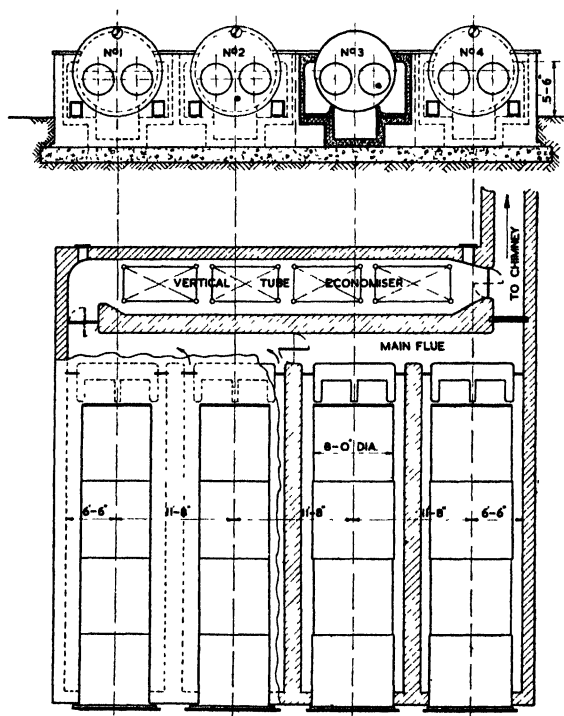 Nº1 Nº2 Nº3 Nº4
5-6"
TO CHIMNEY
VERTICAL TUBE ECONOMISER
MAIN FLUE
8-0" DIA.
6-6" 11-8" 11-8" 11-8" 6-6"